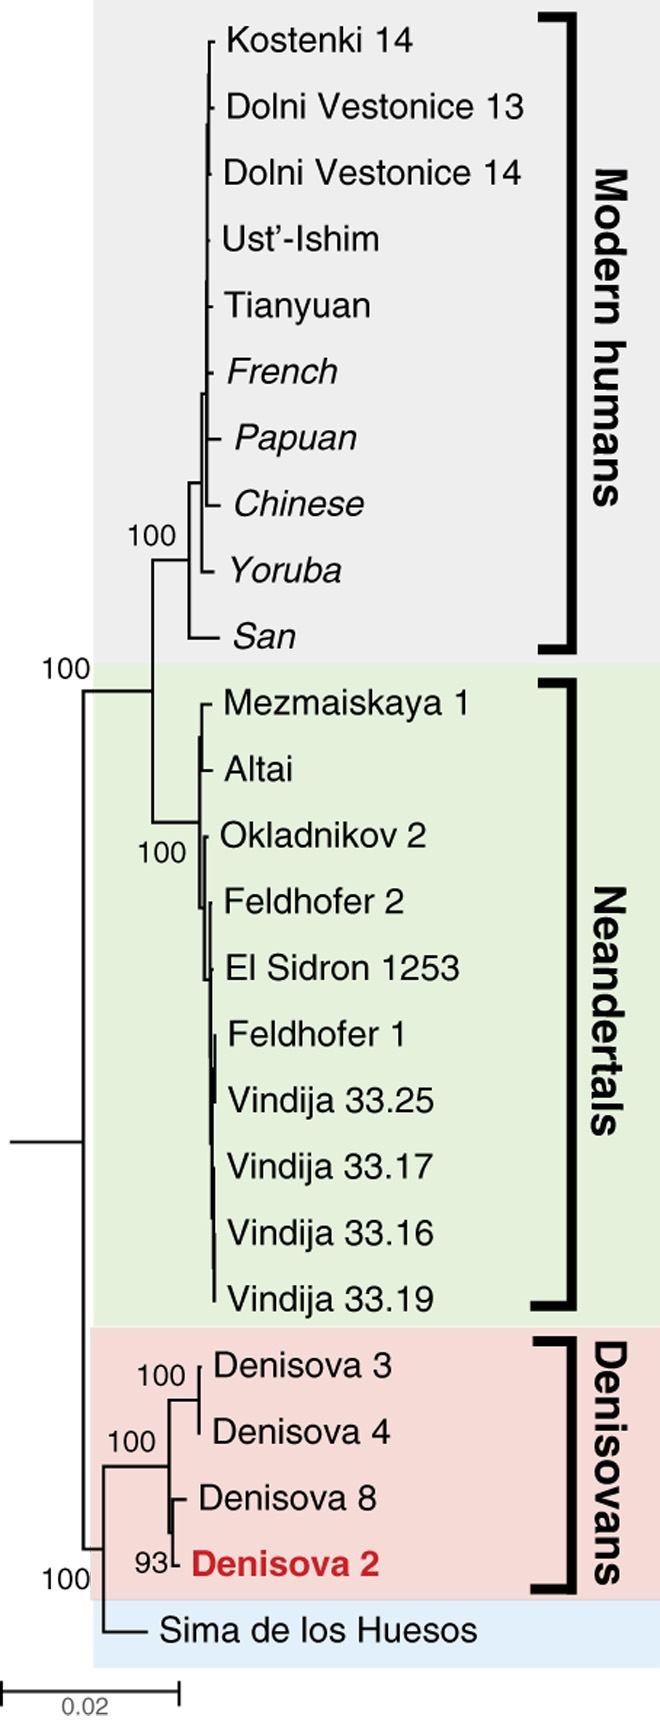 Kostenki 14
Dolni Vestonice 13
Dolni Vestonice 14
Ust’-Ishim
Tianyuan
French
Papuan
Chinese
Yoruba
San
Modern humans
100
100
Mezmaiskaya 1
Altai
Okladnikov 2
100
Feldhofer 2
El Sidron 1253
Feldhofer 1
Vindija 33.25
Vindija 33.17
Vindija 33.16
Vindija 33.19
Neandertals
Denisova 3
100
Denisova 4
100
Denisova 8
93
Denisova 2
Denisovans
100
Sima de los Huesos
0.02